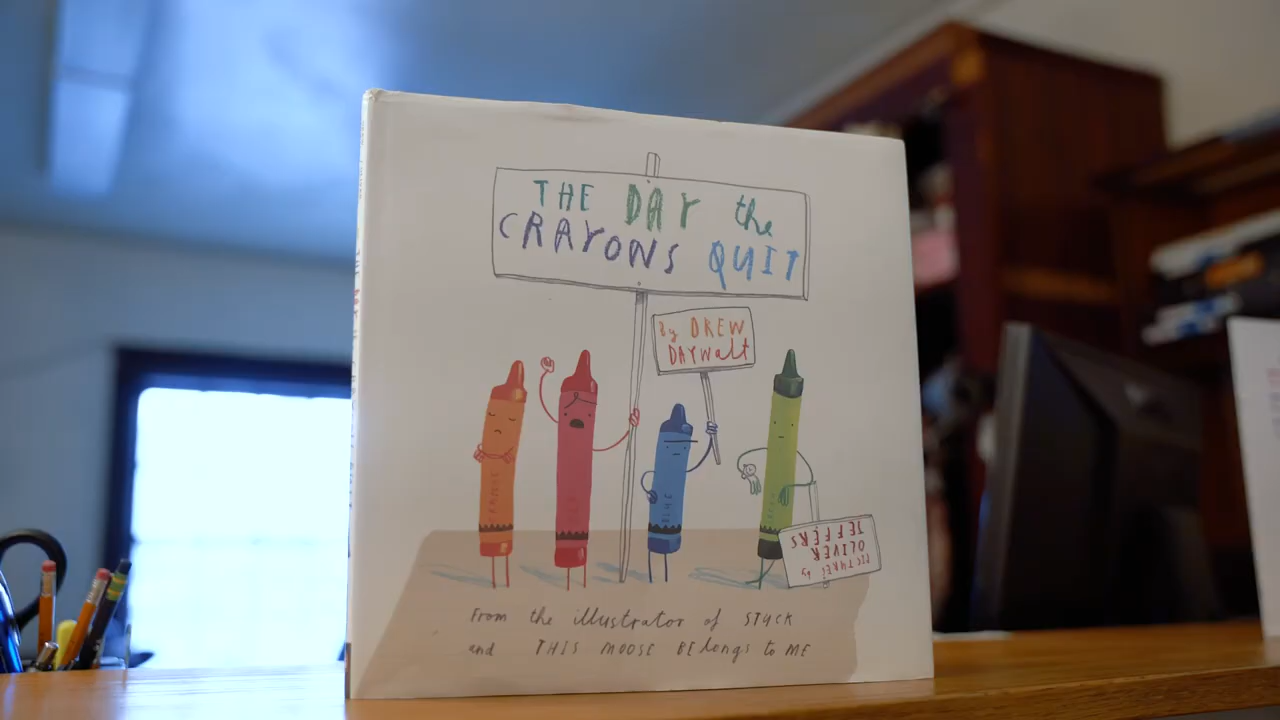 THE DAY the
CRAYONS QUIT
By DREW
DAYWalt
PICTURES by
OLIVER
JEFFERS
From the illustrator of STUCK
and THIS MOOSE BElongs to ME